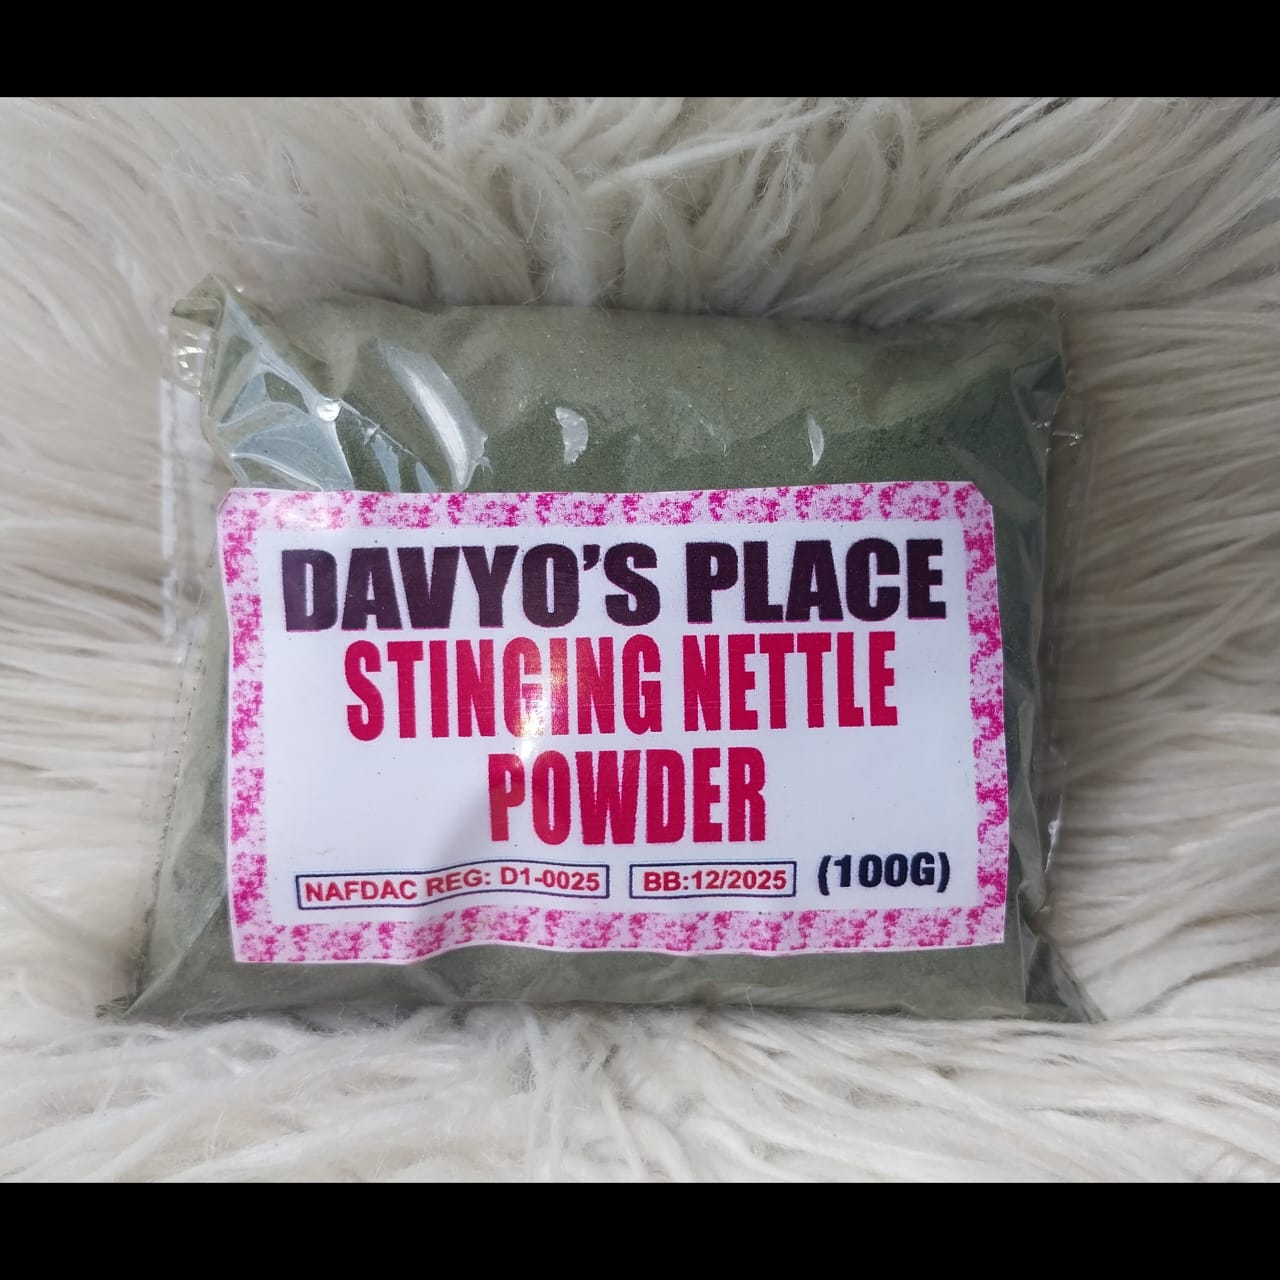 DAVYO'S PLACE
STINGING NETTLE
POWDER
NAFDAC REG: D1-0025 BB:12/2025 (100G)